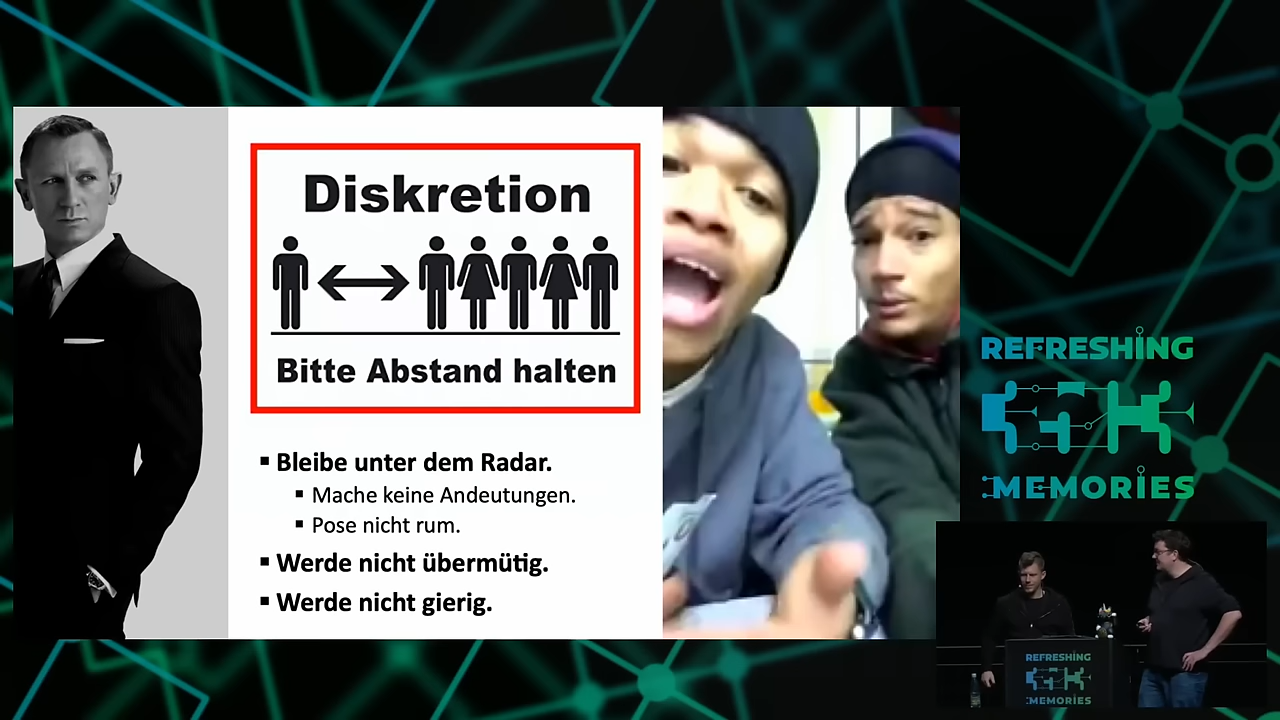 Diskretion
Bitte Abstand halten
▪ Bleibe unter dem Radar.
▪ Mache keine Andeutungen.
▪ Pose nicht rum.
▪ Werde nicht übermütig.
▪ Werde nicht gierig.
REFRESHING
MEMORIES
REFRESHING
MEMORIES